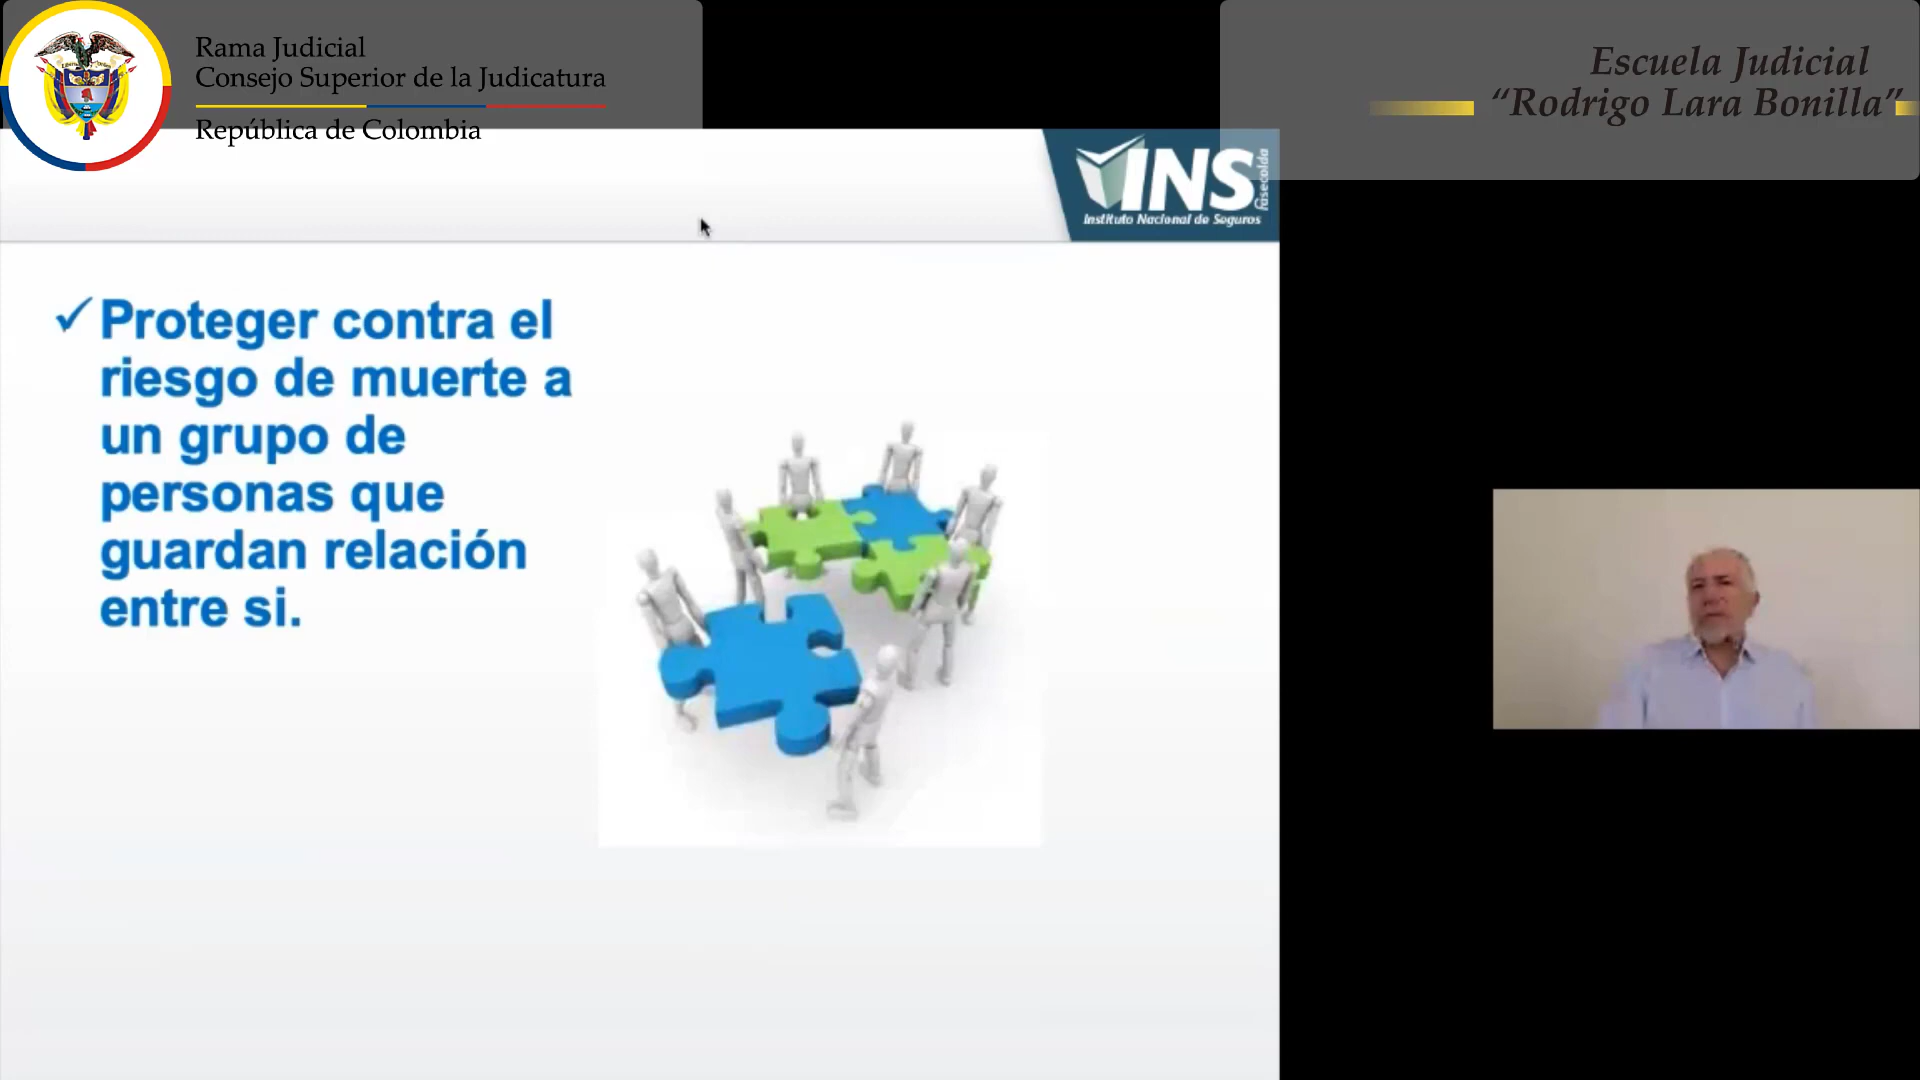 Rama Judicial
Consejo Superior de la Judicatura
República de Colombia
Escuela Judicial
“Rodrigo Lara Bonilla”
INS
fasecolda
Instituto Nacional de Seguros
✓ Proteger contra el
riesgo de muerte a
un grupo de
personas que
guardan relación
entre si.